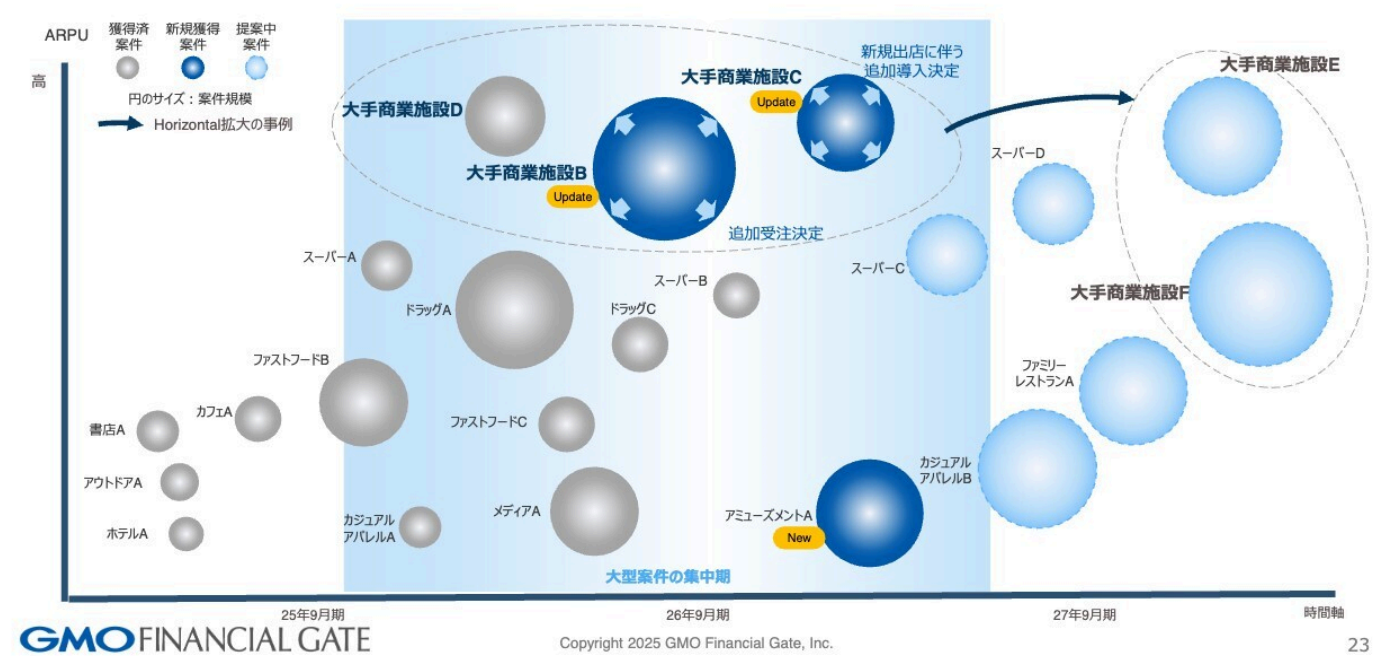 ARPU
高
獲得済
案件
新規獲得
案件
提案中
案件
円のサイズ：案件規模
Horizontal拡大の事例
新規出店に伴う
追加導入決定
大手商業施設C
Update
大手商業施設D
大手商業施設B
Update
追加受注決定
大手商業施設E
スーパーD
スーパーA
スーパーB
スーパーC
大手商業施設F
ドラッグA
ドラッグC
ファストフードB
ファミリー
レストランA
カフェA
書店A
ファストフードC
アウトドアA
カジュアル
アパレルB
メディアA
アミューズメントA
New
カジュアル
アパレルA
ホテルA
大型案件の集中期
25年9月期
26年9月期
27年9月期
時間軸
GMO FINANCIAL GATE
Copyright 2025 GMO Financial Gate, Inc.
23